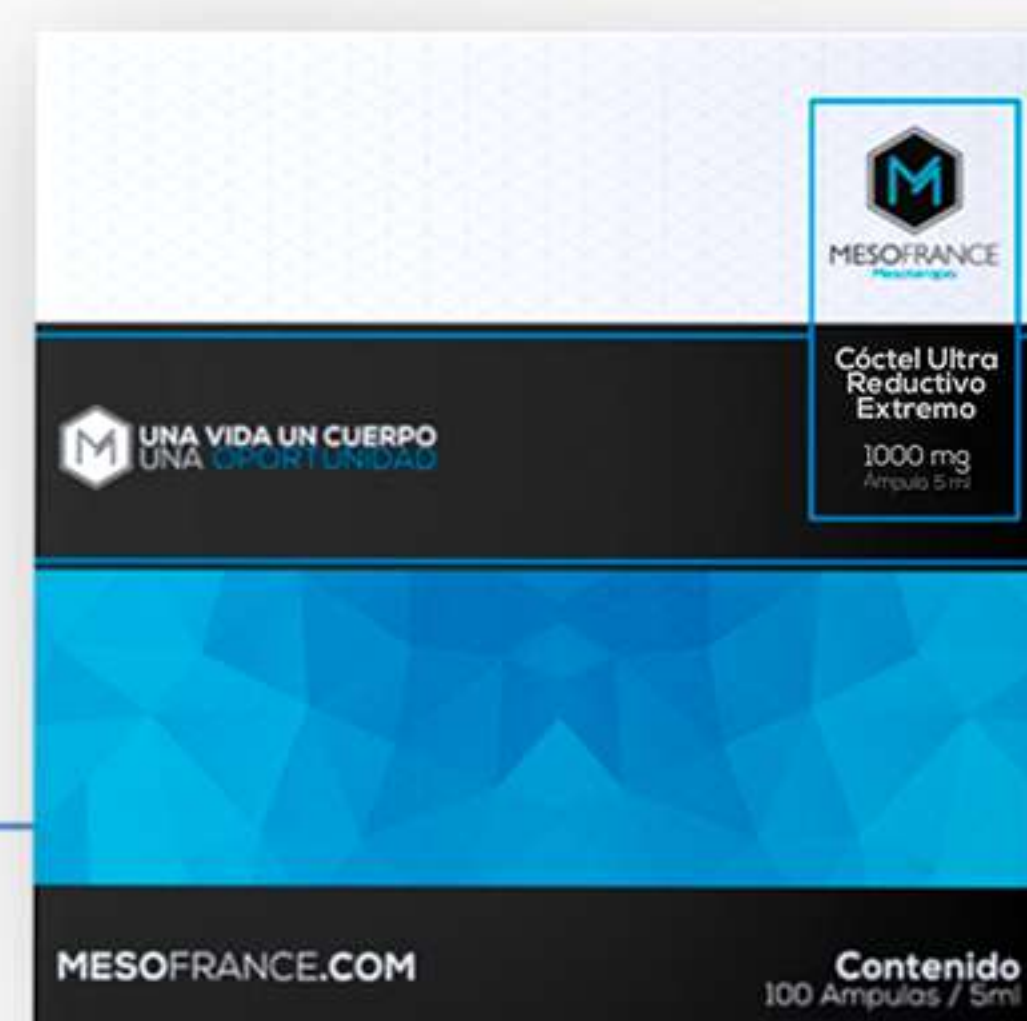 M
MESOFRANCE
Mesoterapia
Cóctel Ultra
Reductivo
Extremo
1000 mg
Ampula 5 ml
M
UNA VIDA UN CUERPO
UNA OPORTUNIDAD
MESOFRANCE.COM
Contenido
100 Ampulas / 5ml